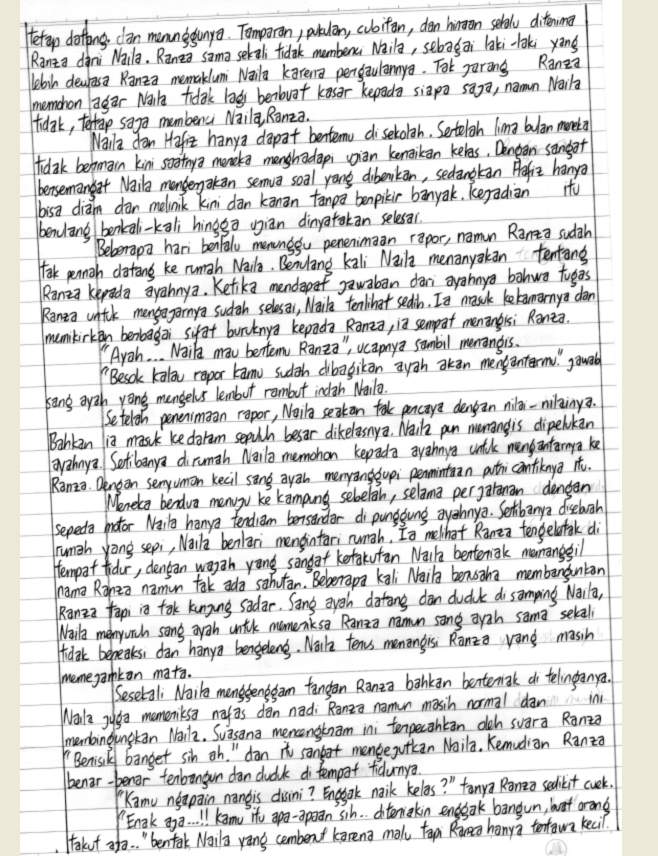 tetap datang dan menunggunya. Tamparan, pukulan, cubitan, dan hinaan selalu diterima
Ranza dari Naila. Ranza sama sekali tidak membenci Naila, sebagai laki-laki yang
lebih dewasa Ranza memaklumi Naila karena pergaulannya. Tak jarang Ranza
memohon agar Naila tidak lagi berbuat kasar kepada siapa saja, namun Naila
tidak, tetap saja membenci Naila, Ranza.
Naila dan Hafiz hanya dapat bertemu di sekolah. Setelah lima bulan mereka
tidak bermain kini saatnya mereka menghadapi ujian kenaikan kelas. Dengan sangat
bersemangat Naila mengerjakan semua soal yang diberikan, sedangkan Hafiz hanya
bisa diam dan melirik kiri dan kanan tanpa berpikir banyak. Kejadian itu
berulang berkali-kali hingga ujian dinyatakan selesai.
Beberapa hari berlalu menunggu penerimaan rapor, namun Ranza sudah
tak pernah datang ke rumah Naila. Berulang kali Naila menanyakan tentang
Ranza kepada ayahnya. Ketika mendapat jawaban dari ayahnya bahwa tugas
Ranza untuk mengajarnya sudah selesai, Naila terlihat sedih. Ia masuk kekamarnya dan
memikirkan berbagai sifat buruknya kepada Ranza, ia sempat menangisi Ranza.
"Ayah... Naila mau bertemu Ranza", ucapnya sambil menangis.
"Besok kalau rapor kamu sudah dibagikan ayah akan mengantarmu." jawab
sang ayah yang mengelus lembut rambut indah Naila.
Setelah penerimaan rapor, Naila seakan tak percaya dengan nilai-nilainya.
Bahkan ia masuk kedalam sepuluh besar dikelasnya. Naila pun menangis dipelukan
ayahnya. Setibanya dirumah Naila memohon kepada ayahnya untuk mengantarnya ke
Ranza. Dengan senyuman kecil sang ayah menyanggupi permintaan putri cantiknya itu.
Mereka berdua menuju ke kampung sebelah, selama perjalanan dengan
sepeda motor Naila hanya terdiam bersandar di punggung ayahnya. Setibanya disebuah
rumah yang sepi, Naila berlari mengintari rumah. Ia melihat Ranza tergeletak di
tempat tidur, dengan wajah yang sangat ketakutan Naila berteriak memanggil
nama Ranza namun tak ada sahutan. Beberapa kali Naila berusaha membangunkan
Ranza tapi ia tak kunjung sadar. Sang ayah datang dan duduk di samping Naila,
Naila menyuruh sang ayah untuk memeriksa Ranza namun sang ayah sama sekali
tidak bereaksi dan hanya bergeleng. Naila terus menangisi Ranza yang masih
memejamkan mata.
Sesekali Naila menggenggam tangan Ranza bahkan berteriak di telinganya.
Naila juga memeriksa nafas dan nadi Ranza namun masih normal dan ini
membingungkan Naila. Suasana mencengkram ini terpecahkan oleh suara Ranza
"Berisik banget sih ah." dan itu sangat mengejutkan Naila. Kemudian Ranza
benar-benar terbangun dan duduk di tempat tidurnya.
"Kamu ngapain nangis disini? Enggak naik kelas?" tanya Ranza sedikit cuek.
"Enak aja...!! kamu itu apa-apaan sih.. diteriakin enggak bangun, buat orang
takut aja.." bentak Naila yang cemberut karena malu tapi Ranza hanya tertawa kecil.